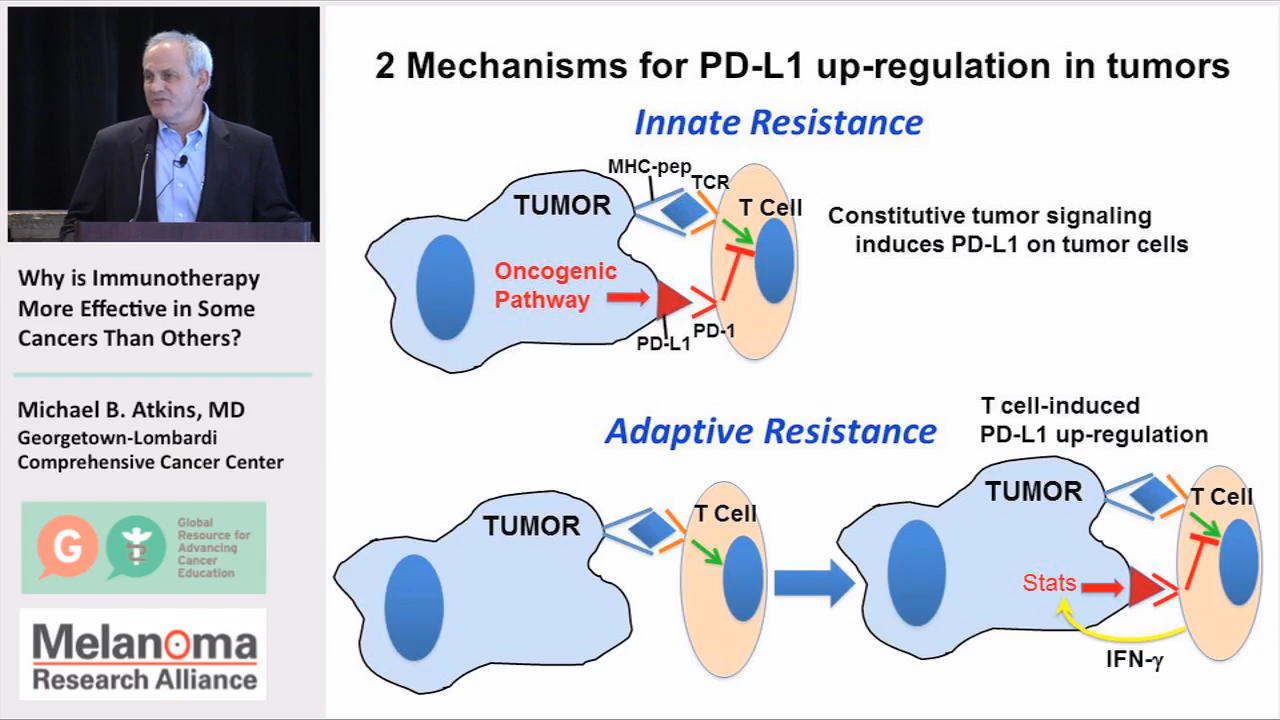 2 Mechanisms for PD-L1 up-regulation in tumors
Innate Resistance
MHC-pep
TCR
TUMOR
T Cell
Oncogenic
Pathway
PD-L1
PD-1
Constitutive tumor signaling
induces PD-L1 on tumor cells
Adaptive Resistance
T cell-induced
PD-L1 up-regulation
TUMOR
T Cell
TUMOR
T Cell
Stats
IFN-γ
Why is Immunotherapy
More Effective in Some
Cancers Than Others?
Michael B. Atkins, MD
Georgetown-Lombardi
Comprehensive Cancer Center
G
Global
Resource for
Advancing
Cancer
Education
Melanoma
Research Alliance